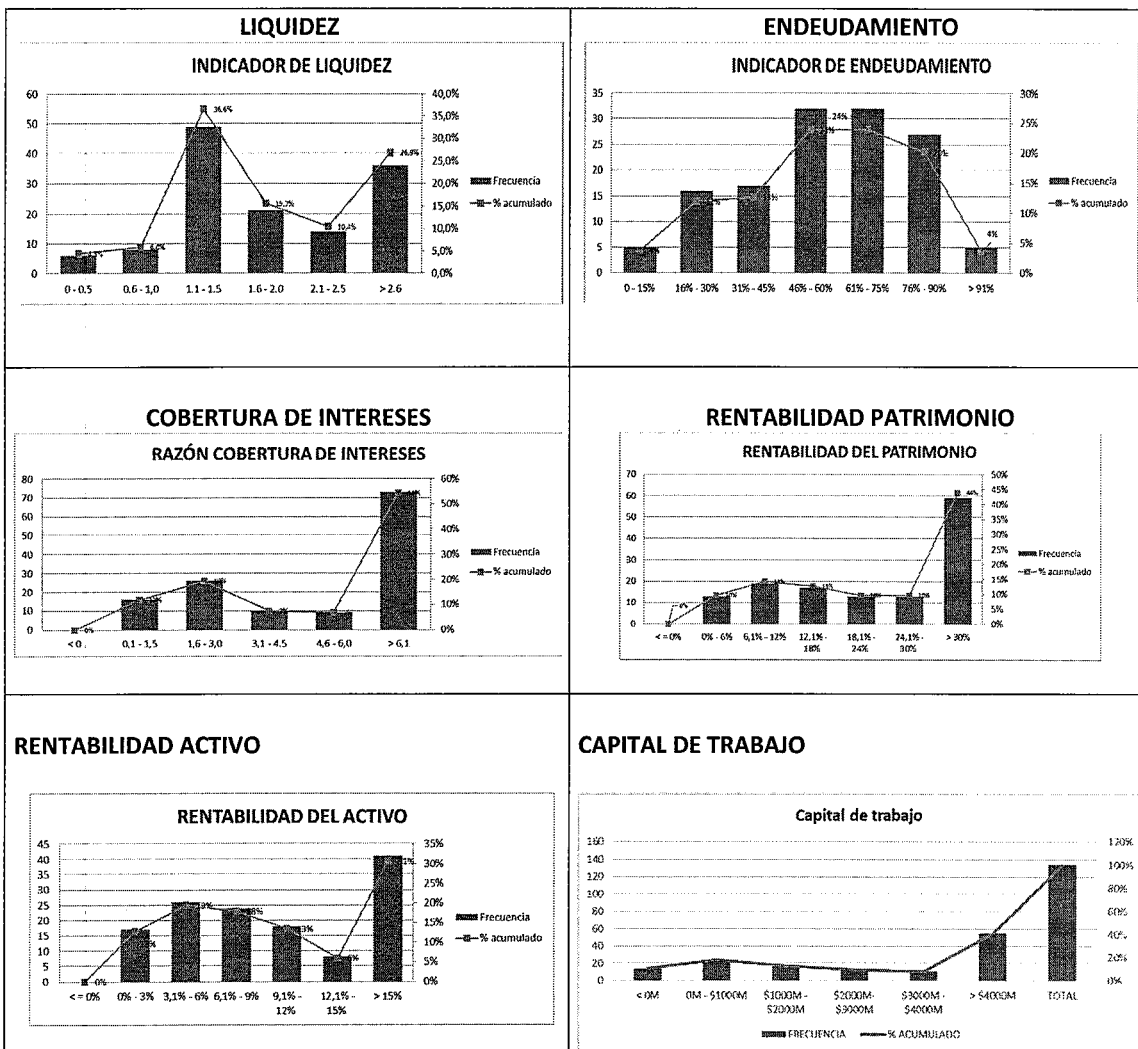 LIQUIDEZ
INDICADOR DE LIQUIDEZ
60
50
40
30
20
10
0
40,0%
35,0%
30,0%
25,0%
20,0%
15,0%
10,0%
5,0%
0,0%
36,6%
10,4%
26,9%
0 - 0.5
0.6 - 1,0
1.1 - 1.5
1.6 - 2.0
2.1 - 2.5
> 2.6
Frecuencia
% acumulado
ENDEUDAMIENTO
INDICADOR DE ENDEUDAMIENTO
35
30
25
20
15
10
5
0
30%
25%
20%
15%
10%
5%
0%
24%
4%
0 - 15%
16% - 30%
31% - 45%
46% - 60%
61% - 75%
76% - 90%
> 91%
Frecuencia
% acumulado
COBERTURA DE INTERESES
RAZÓN COBERTURA DE INTERESES
80
70
60
50
40
30
20
10
0
60%
50%
40%
30%
20%
10%
0%
0%
< 0
0,1 - 1,5
1,6 - 3,0
3,1 - 4.5
4,6 - 6,0
> 6,1
Frecuencia
% acumulado
RENTABILIDAD PATRIMONIO
RENTABILIDAD DEL PATRIMONIO
70
60
50
40
30
20
10
0
50%
45%
40%
35%
30%
25%
20%
15%
10%
5%
0%
0%
44%
< = 0%
0% - 6%
6,1% - 12%
12,1% - 18%
18,1% - 24%
24,1% - 30%
> 30%
Frecuencia
% acumulado
RENTABILIDAD ACTIVO
RENTABILIDAD DEL ACTIVO
45
40
35
30
25
20
15
10
5
0
35%
30%
25%
20%
15%
10%
5%
0%
0%
< = 0%
0% - 3%
3,1% - 6%
6,1% - 9%
9,1% - 12%
12,1% - 15%
> 15%
Frecuencia
% acumulado
CAPITAL DE TRABAJO
Capital de trabajo
160
140
120
100
80
60
40
20
0
120%
100%
80%
60%
40%
20%
0%
< 0M
0M - $1000M
$1000M - $2000M
$2000M - $3000M
$3000M - $4000M
> $4000M
TOTAL
FRECUENCIA
% ACUMULADO